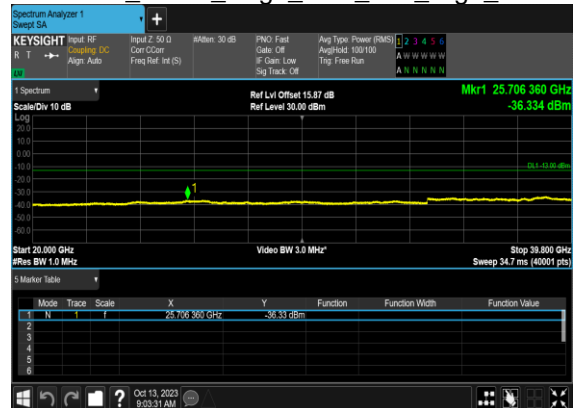 Spectrum Analyzer 1
Swept SA
+
KEYSIGHT Input: RF Input Z: 50 Ω #Atten: 30 dB PNO: Fast Avg Type: Power (RMS) 1 2 3 4 5 6
R T Coupling: DC Corr CCorr Gate: Off Avg|Hold: 100/100 A W W W W W
Align: Auto Freq Ref: Int (S) IF Gain: Low Trig: Free Run
Sig Track: Off A N N N N N
1 Spectrum Ref Lvl Offset 15.87 dB Mkr1 25.706 360 GHz
Scale/Div 10 dB Ref Level 30.00 dBm -36.334 dBm
Log
20.0
10.0
0.00
-10.0 DL1 -13.00 dBm
-20.0
-30.0 1
-40.0
-50.0
-60.0
Start 20.000 GHz Video BW 3.0 MHz* Stop 39.800 GHz
#Res BW 1.0 MHz Sweep 34.7 ms (40001 pts)
5 Marker Table
Mode Trace Scale X Y Function Function Width Function Value
1 N 1 f 25.706 360 GHz -36.33 dBm
2
3
4
5
6
? Oct 13, 2023
9:03:31 AM